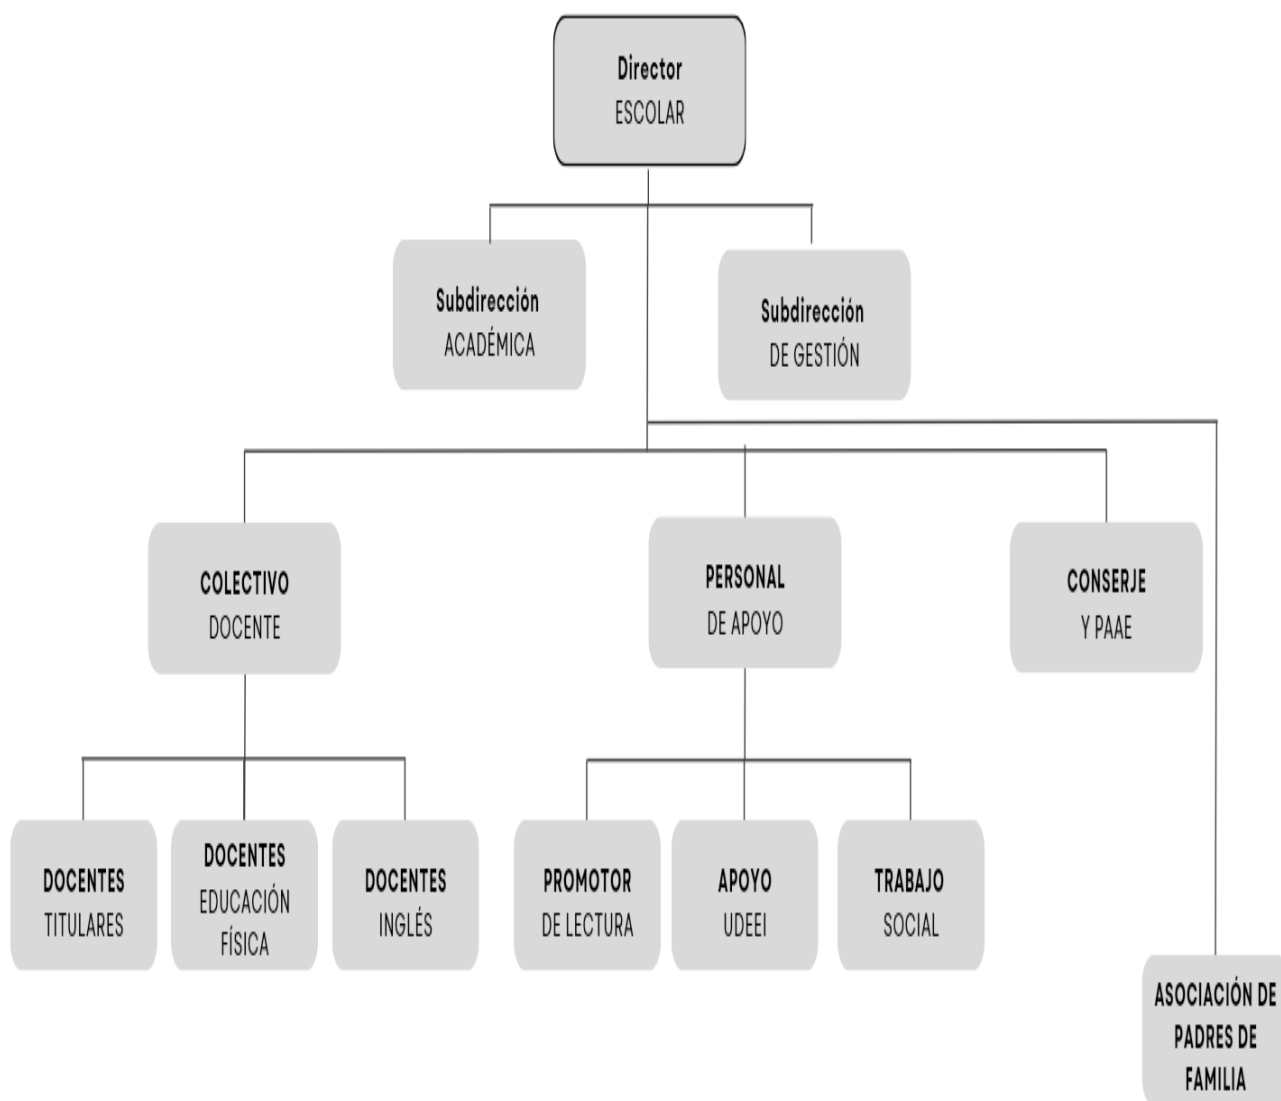 Director
ESCOLAR
Subdirección
ACADÉMICA
Subdirección
DE GESTIÓN
COLECTIVO
DOCENTE
PERSONAL
DE APOYO
CONSERJE
Y PAAE
DOCENTES
TITULARES
DOCENTES
EDUCACIÓN
FÍSICA
DOCENTES
INGLÉS
PROMOTOR
DE LECTURA
APOYO
UDEEI
TRABAJO
SOCIAL
ASOCIACIÓN DE
PADRES DE
FAMILIA